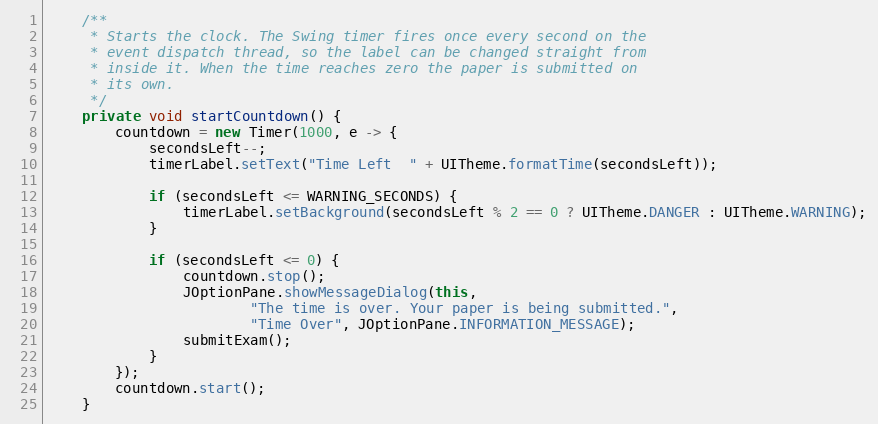 1    /**
2     * Starts the clock. The Swing timer fires once every second on the
3     * event dispatch thread, so the label can be changed straight from
4     * inside it. When the time reaches zero the paper is submitted on
5     * its own.
6     */
7    private void startCountdown() {
8        countdown = new Timer(1000, e -> {
9            secondsLeft--;
10            timerLabel.setText("Time Left  " + UITheme.formatTime(secondsLeft));
11
12            if (secondsLeft <= WARNING_SECONDS) {
13                timerLabel.setBackground(secondsLeft % 2 == 0 ? UITheme.DANGER : UITheme.WARNING);
14            }
15
16            if (secondsLeft <= 0) {
17                countdown.stop();
18                JOptionPane.showMessageDialog(this,
19                        "The time is over. Your paper is being submitted.",
20                        "Time Over", JOptionPane.INFORMATION_MESSAGE);
21                submitExam();
22            }
23        });
24        countdown.start();
25    }